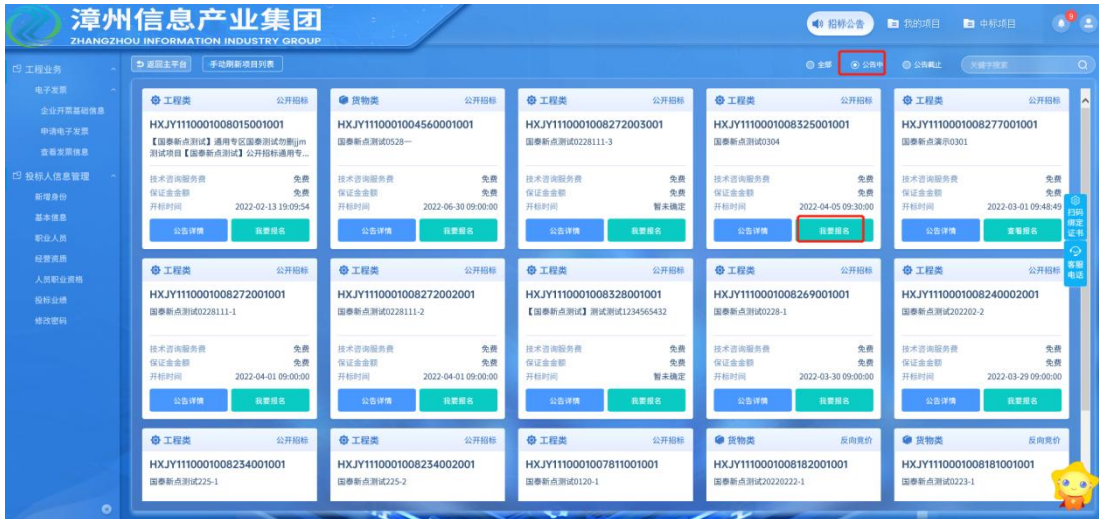 漳州信息产业集团
ZHANGZHOU INFORMATION INDUSTRY GROUP
招标公告 我的项目 中标项目 9
工程业务
电子发票
企业开票基础信息
申请电子发票
查看发票信息
投标人信息管理
新增身份
基本信息
职业人员
经营资质
人员职业资格
投标业绩
修改密码
返回主平台 手动刷新项目列表 全部 公告中 公告截止 关键字搜索
工程类 公开招标
HXJY1110001008015001001
【国泰新点测试】通用专区国泰测试勿删jjm
测试项目【国泰新点测试】公开招标通用专...
技术咨询服务费 免费
保证金金额 免费
开标时间 2022-02-13 19:09:54
公告详情 我要报名
货物类 公开招标
HXJY1110001004560001001
国泰新点测试0528一
技术咨询服务费 免费
保证金金额 免费
开标时间 2022-06-30 09:00:00
公告详情 我要报名
工程类 公开招标
HXJY1110001008272003001
国泰新点测试0228111-3
技术咨询服务费 免费
保证金金额 免费
开标时间 暂未确定
公告详情 我要报名
工程类 公开招标
HXJY1110001008325001001
国泰新点测试0304
技术咨询服务费 免费
保证金金额 免费
开标时间 2022-04-05 09:30:00
公告详情 我要报名
工程类 公开招标
HXJY1110001008277001001
国泰新点演示0301
技术咨询服务费 免费
保证金金额 免费
开标时间 2022-03-01 09:48:49
公告详情 查看报名
工程类 公开招标
HXJY1110001008272001001
国泰新点测试0228111-1
技术咨询服务费 免费
保证金金额 免费
开标时间 2022-04-01 09:00:00
公告详情 我要报名
工程类 公开招标
HXJY1110001008272002001
国泰新点测试0228111-2
技术咨询服务费 免费
保证金金额 免费
开标时间 2022-04-01 09:00:00
公告详情 我要报名
工程类 公开招标
HXJY1110001008328001001
【国泰新点测试】测试测试1234565432
技术咨询服务费 免费
保证金金额 免费
开标时间 暂未确定
公告详情 我要报名
工程类 公开招标
HXJY1110001008269001001
国泰新点测试0228-1
技术咨询服务费 免费
保证金金额 免费
开标时间 2022-03-30 09:00:00
公告详情 我要报名
工程类 公开招标
HXJY1110001008240002001
国泰新点测试202202-2
技术咨询服务费 免费
保证金金额 免费
开标时间 2022-03-29 09:00:00
公告详情 我要报名
工程类 公开招标
HXJY1110001008234001001
国泰新点测试225-1
工程类 公开招标
HXJY1110001008234002001
国泰新点测试225-2
工程类 公开招标
HXJY1110001007811001001
国泰新点测试0120-1
货物类 反向竞价
HXJY1110001008182001001
国泰新点测试20220222-1
货物类 反向竞价
HXJY1110001008181001001
国泰新点测试0223-1
扫码
绑定
证书
客服
电话